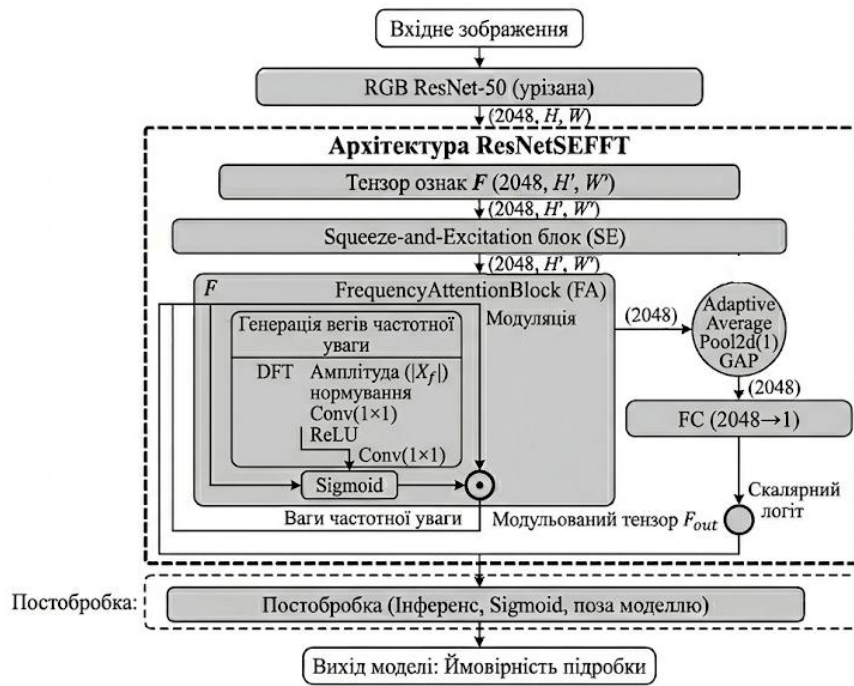 Вхідне зображення
RGB ResNet-50 (урізана)
(2048, H, W)
Архітектура ResNetSEFFT
Тензор ознак F (2048, H', W')
(2048, H', W')
Squeeze-and-Excitation блок (SE)
(2048, H', W')
F
FrequencyAttentionBlock (FA)
Генерація вегів частотної
уваги
DFT Амплітуда (|X_f|)
нормування
Conv(1×1)
ReLU
Conv(1×1)
Sigmoid
Модуляція
(2048)
Adaptive
Average
Pool2d(1)
GAP
(2048)
FC (2048→1)
Скалярний
логіт
Ваги частотної уваги
Модульований тензор F_out
Постобробка:
Постобробка (Інференс, Sigmoid, поза моделлю)
Вихід моделі: Ймовірність підробки